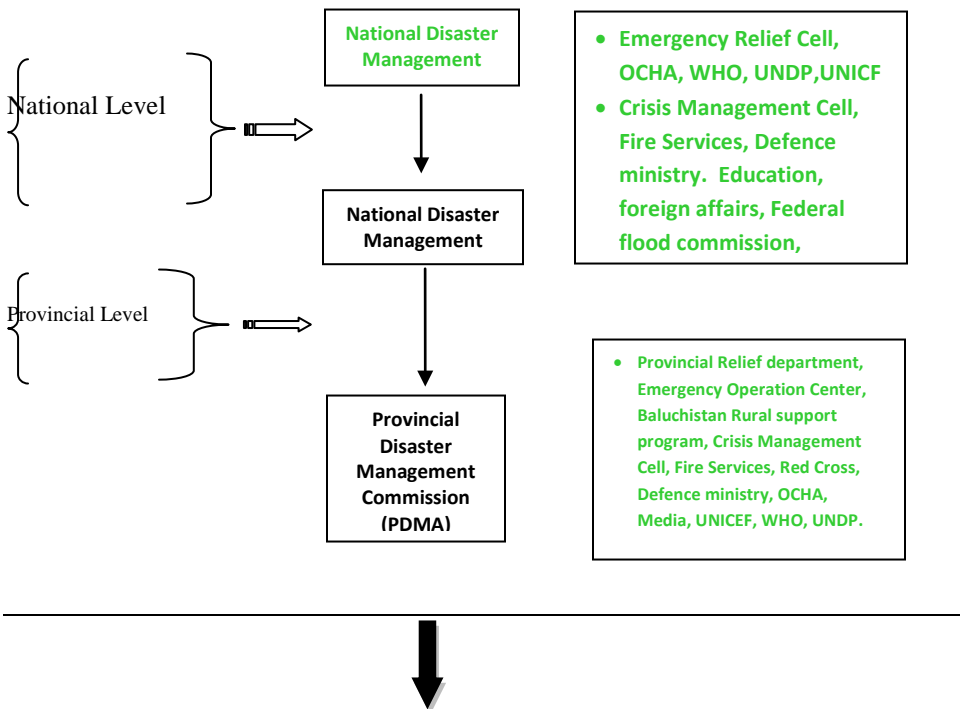 National Disaster
Management
• Emergency Relief Cell,
OCHA, WHO, UNDP,UNICF
• Crisis Management Cell,
Fire Services, Defence
ministry. Education,
foreign affairs, Federal
flood commission,
National Level
National Disaster
Management
Provincial Level
• Provincial Relief department,
Emergency Operation Center,
Baluchistan Rural support
program, Crisis Management
Cell, Fire Services, Red Cross,
Defence ministry, OCHA,
Media, UNICEF, WHO, UNDP.
Provincial
Disaster
Management
Commission
(PDMA)